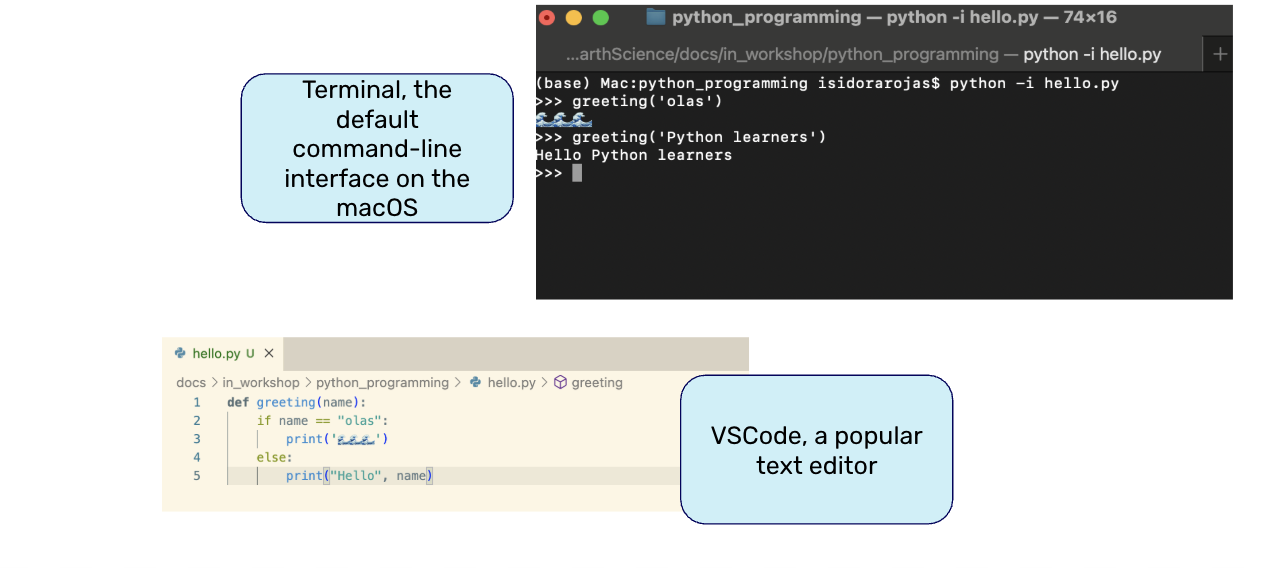 python_programming — python -i hello.py — 74×16
...arthScience/docs/in_workshop/python_programming — python -i hello.py +
(base) Mac:python_programming isidorarojas$ python -i hello.py
>>> greeting('olas')
🌊🌊🌊
>>> greeting('Python learners')
Hello Python learners
>>>
Terminal, the
default
command-line
interface on the
macOS
hello.py U ×
docs > in_workshop > python_programming > hello.py > greeting
1 def greeting(name):
2 if name == "olas":
3 print('🌊🌊🌊')
4 else:
5 print("Hello", name)
VSCode, a popular
text editor